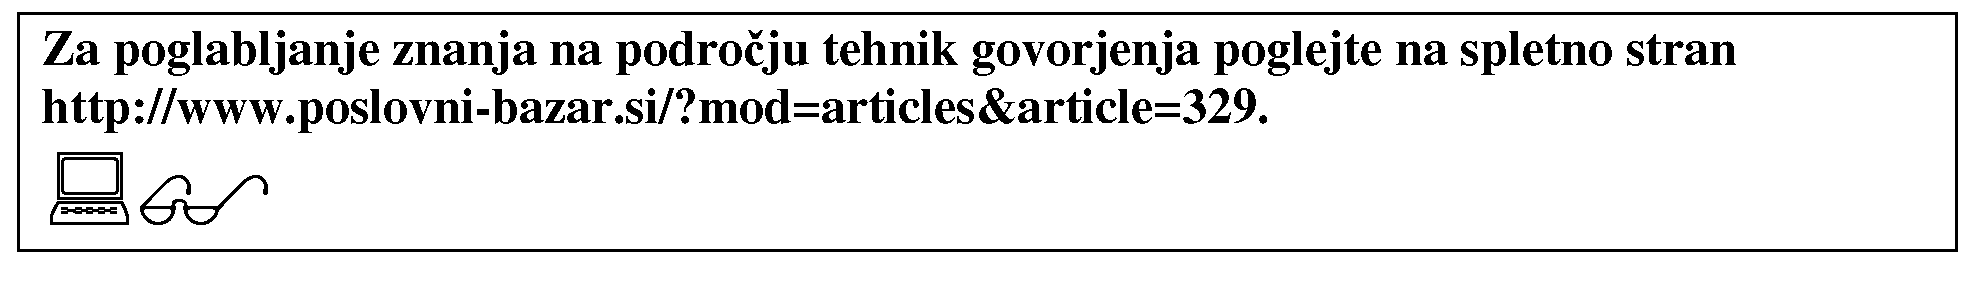 Za poglabljanje znanja na področju tehnik govorjenja poglejte na spletno stran
http://www.poslovni-bazar.si/?mod=articles&article=329.